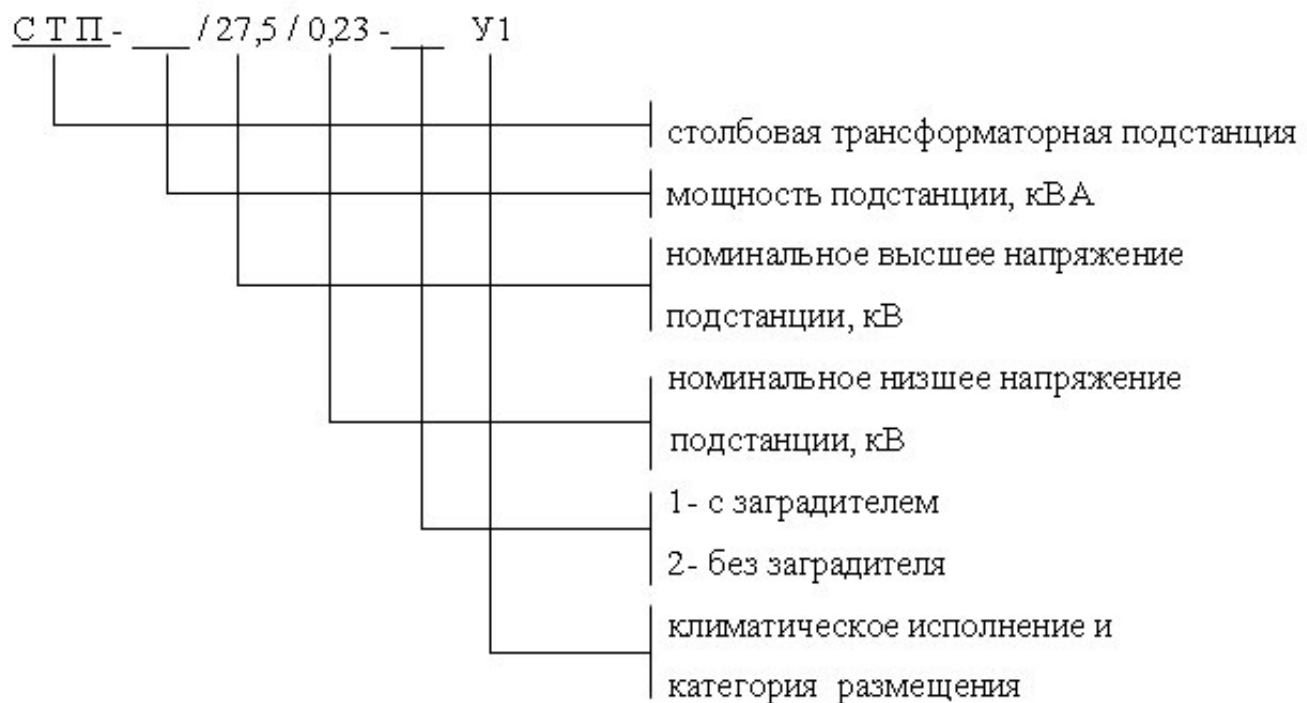 С Т П - ___ / 27,5 / 0,23 - ___ У1
столбовая трансформаторная подстанция
мощность подстанции, кВА
номинальное высшее напряжение
подстанции, кВ
номинальное низшее напряжение
подстанции, кВ
1- с заградителем
2- без заградителя
климатическое исполнение и
категория размещения